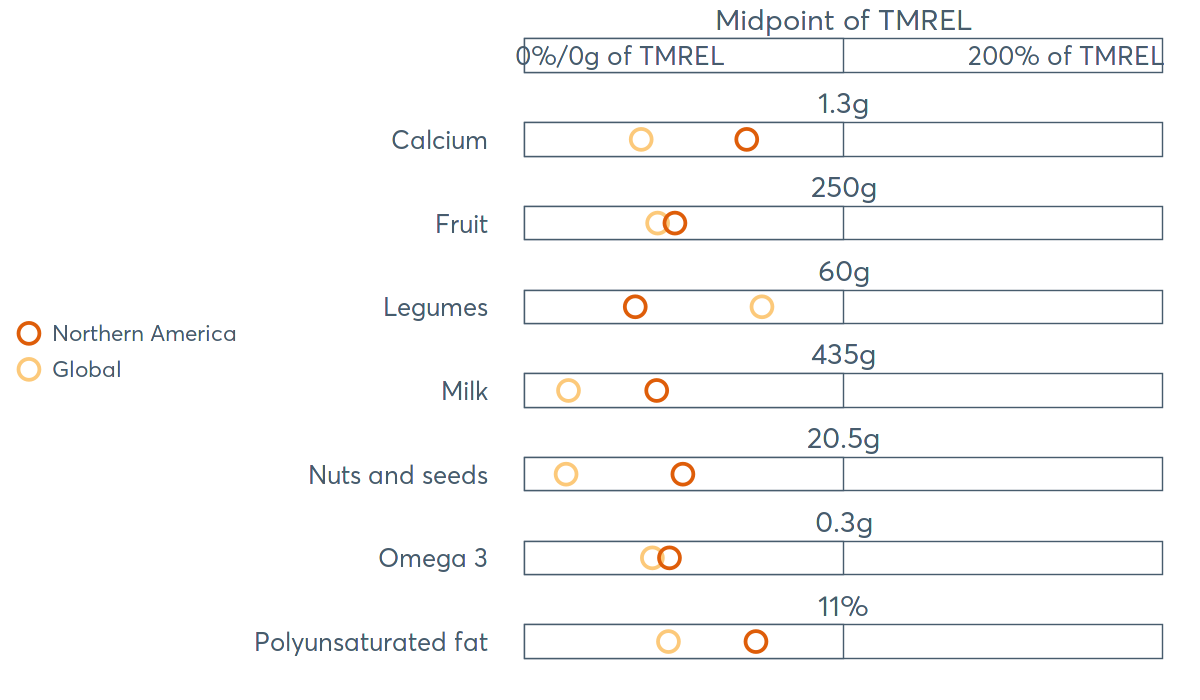 Midpoint of TMREL
0%/0g of TMREL
200% of TMREL
1.3g
Calcium
250g
Fruit
60g
Legumes
Northern America
Global
435g
Milk
20.5g
Nuts and seeds
0.3g
Omega 3
11%
Polyunsaturated fat